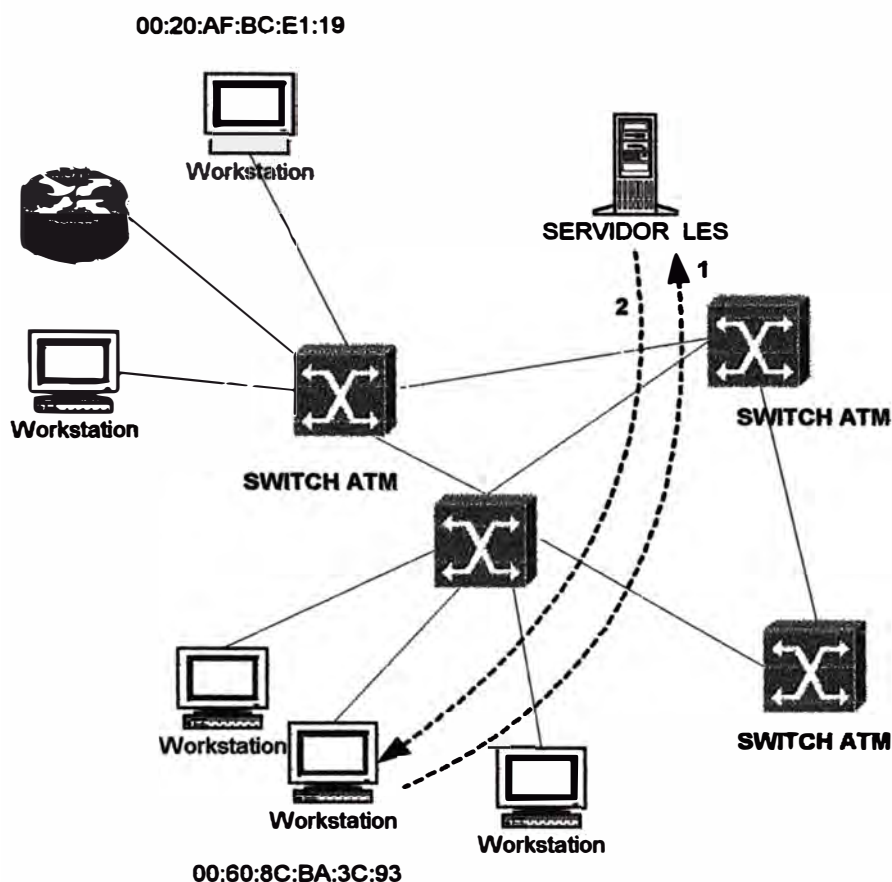 00:20:AF:BC:E1:19
Workstation
SERVIDOR LES
1
2
Workstation
SWITCH ATM
SWITCH ATM
Workstation
Workstation
Workstation
SWITCH ATM
00:60:8C:BA:3C:93